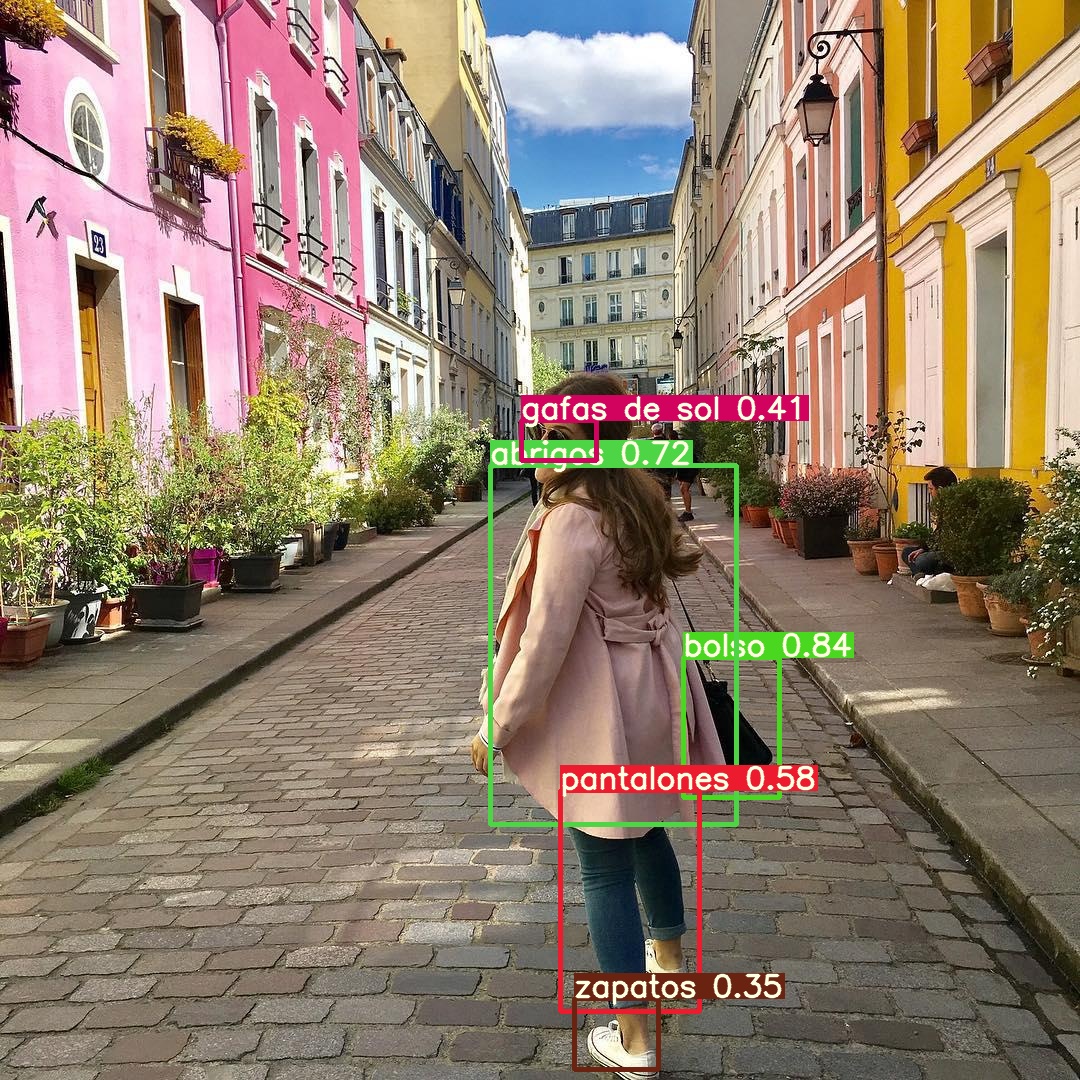 23
gafas de sol 0.41
abrigos 0.72
bolso 0.84
pantalones 0.58
zapatos 0.35